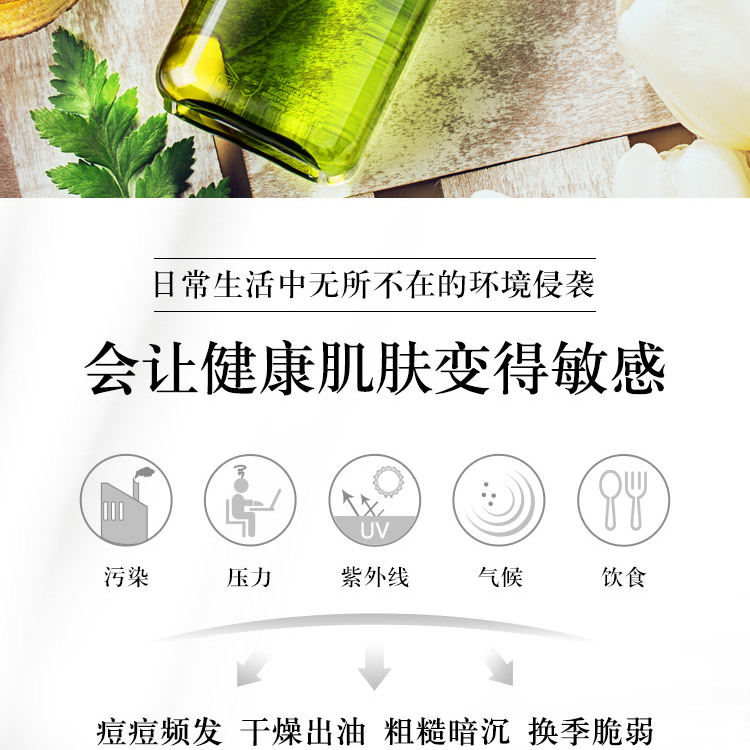 日常生活中无所不在的环境侵袭
会让健康肌肤变得敏感
UV
污染 压力 紫外线 气候 饮食
痘痘频发 干燥出油 粗糙暗沉 换季脆弱